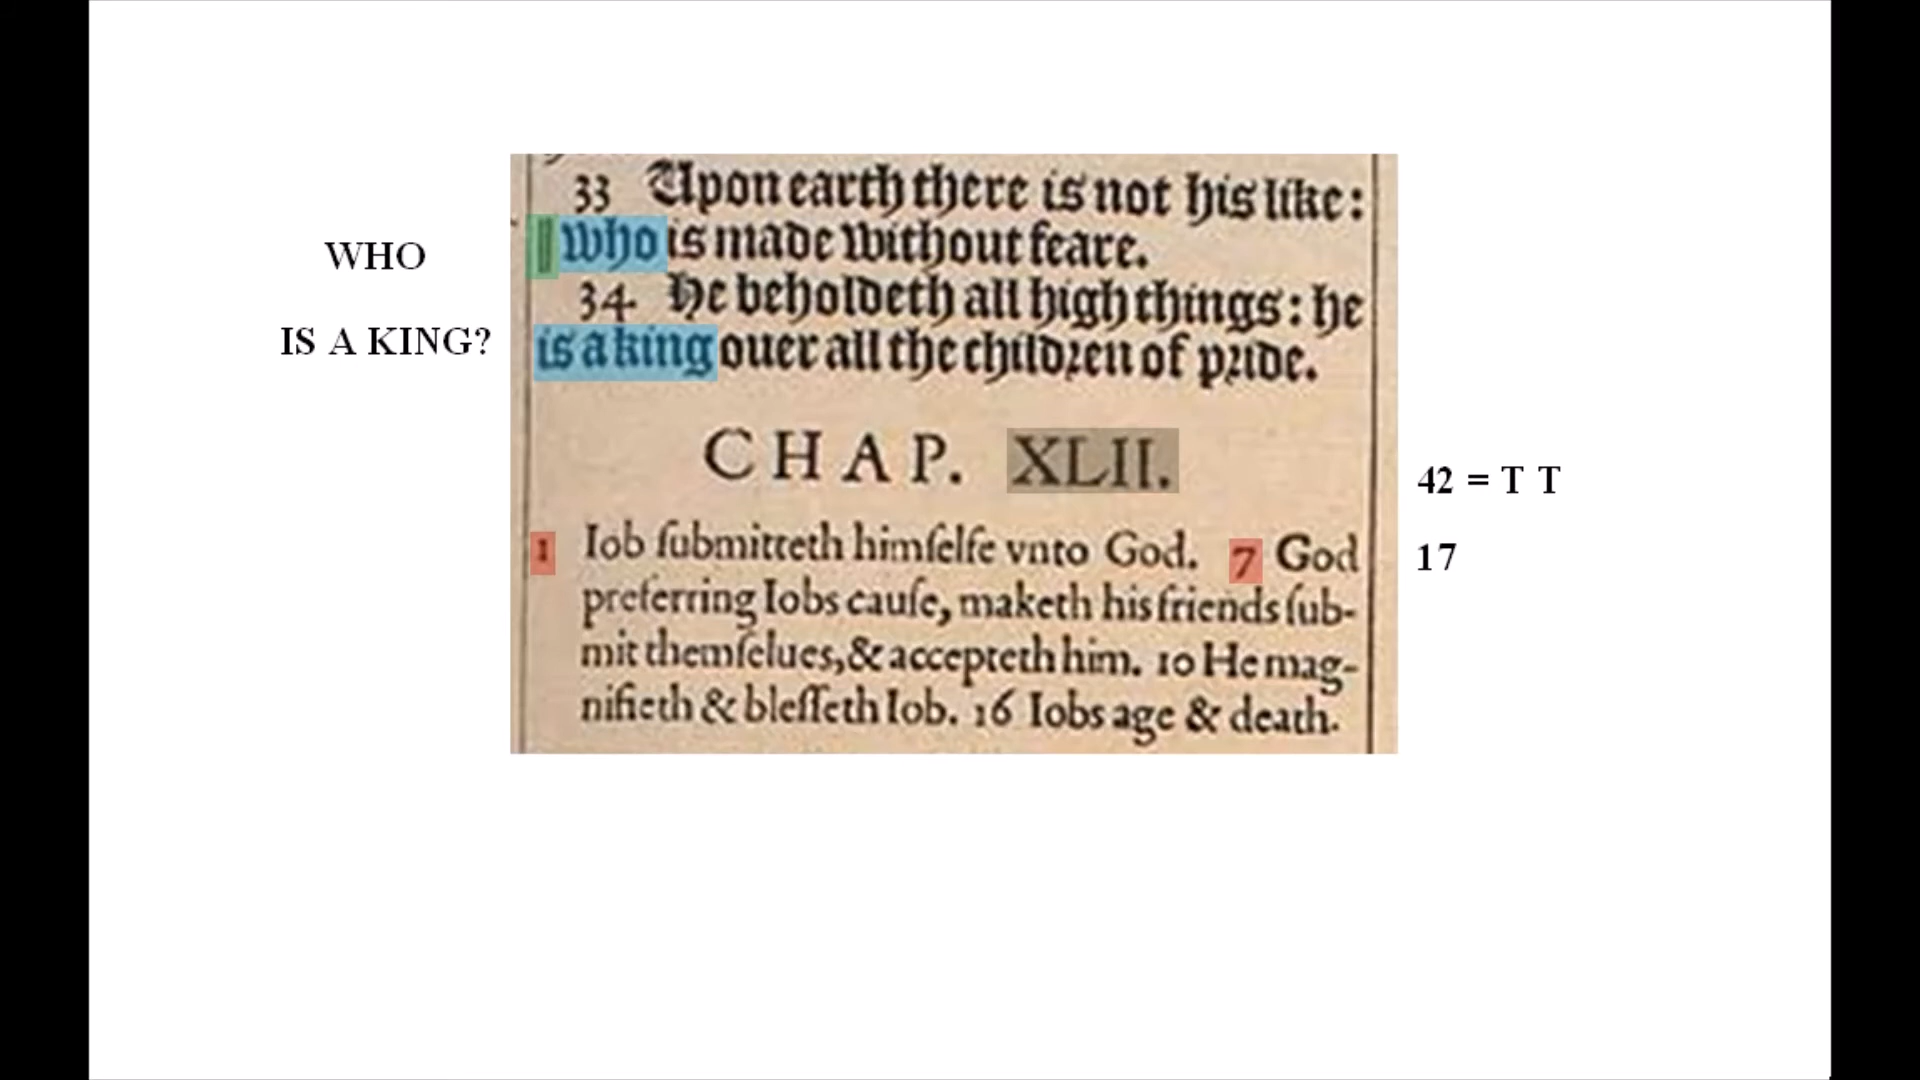 33 Upon earth there is not his like:
WHO
‖ who is made without feare.
34 He beholdeth all high things: he
IS A KING?
is a king ouer all the children of pride.
CHAP. XLII.
42 = T T
1 Iob ſubmitteth himſelfe vnto God. 7 God
17
preferring Iobs cauſe, maketh his friends ſub-
mit themſelues, & accepteth him. 10 He mag-
nifieth & bleſſeth Iob. 16 Iobs age & death.